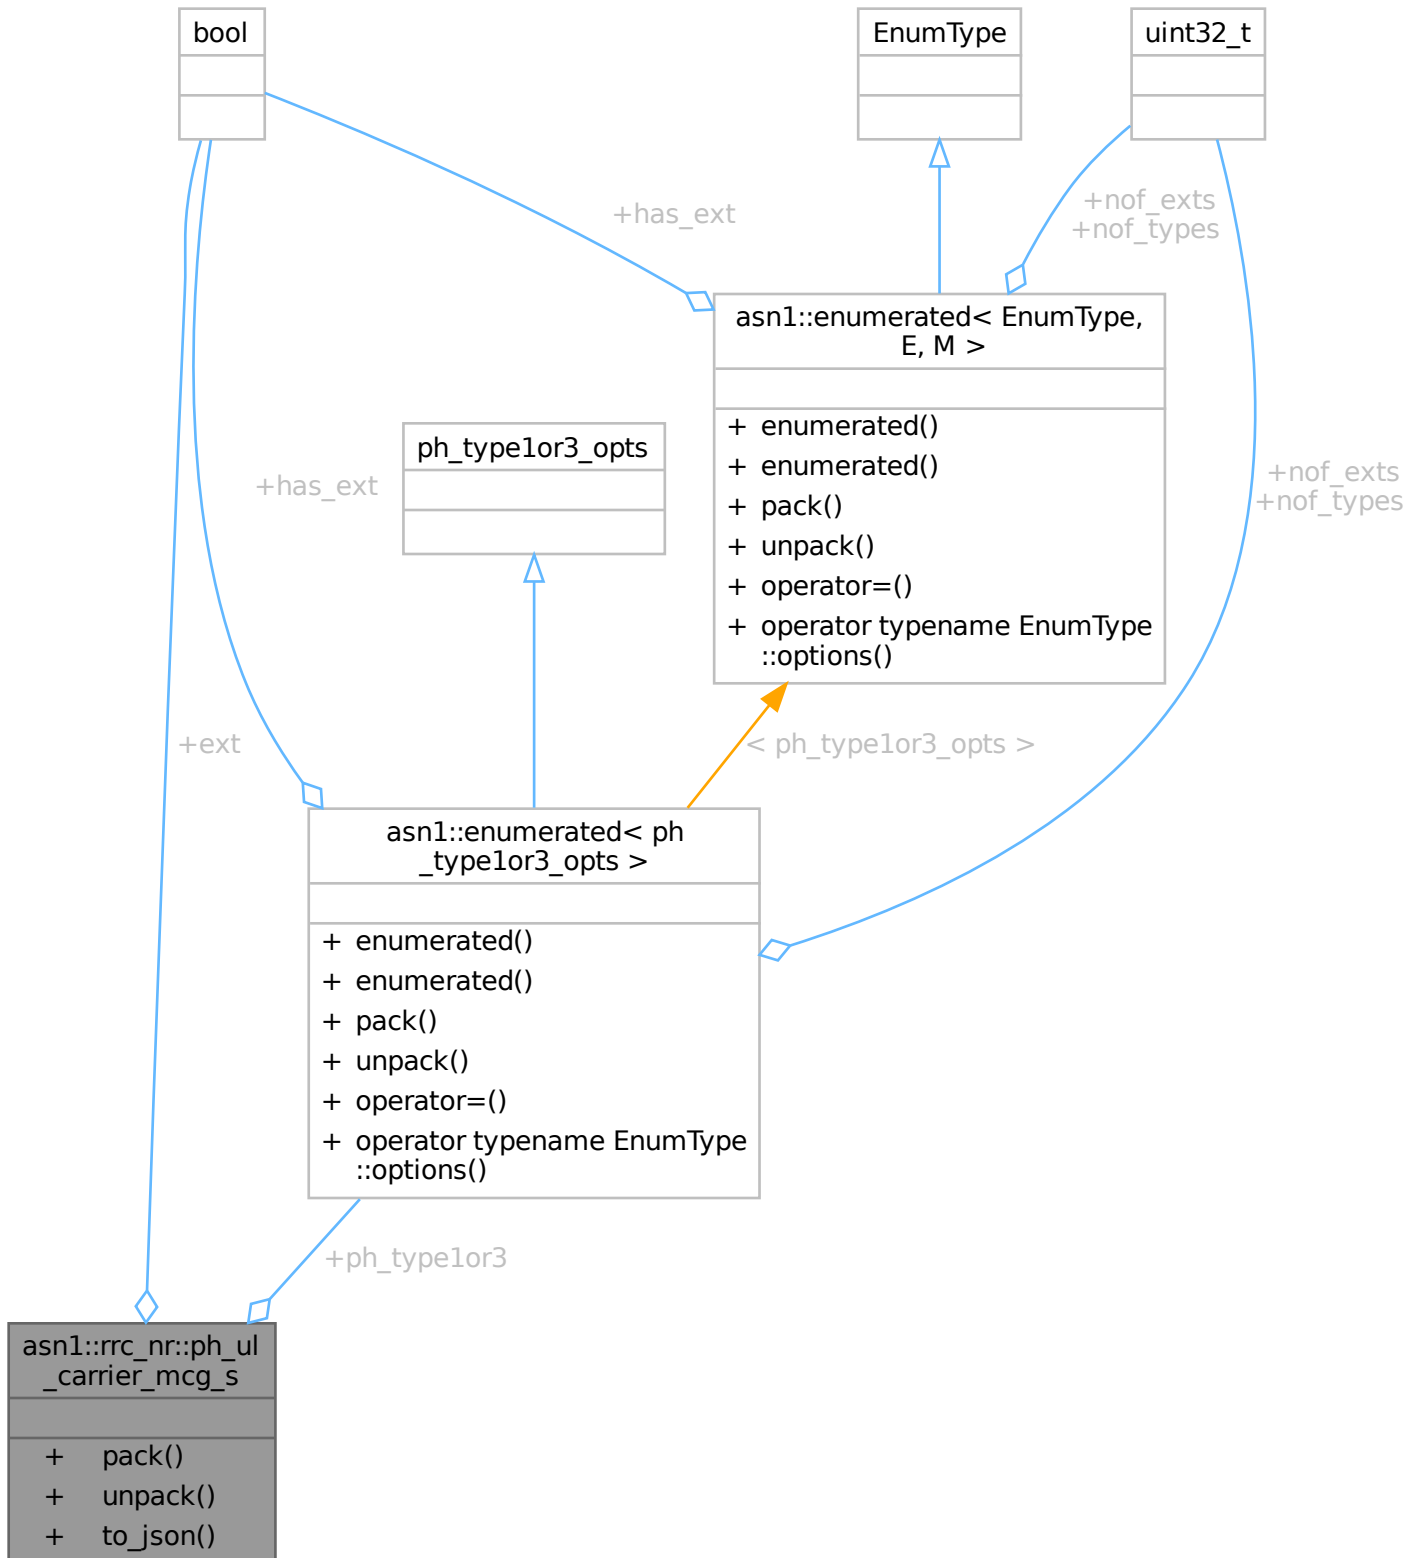 bool
EnumType
uint32_t
+has_ext
+nof_exts
+nof_types
asn1::enumerated< EnumType,
E, M >
+ enumerated()
+ enumerated()
+ pack()
+ unpack()
+ operator=()
+ operator typename EnumType
::options()
ph_type1or3_opts
+has_ext
+nof_exts
+nof_types
+ext
< ph_type1or3_opts >
asn1::enumerated< ph
_type1or3_opts >
+ enumerated()
+ enumerated()
+ pack()
+ unpack()
+ operator=()
+ operator typename EnumType
::options()
+ph_type1or3
asn1::rrc_nr::ph_ul
_carrier_mcg_s
+ pack()
+ unpack()
+ to_json()